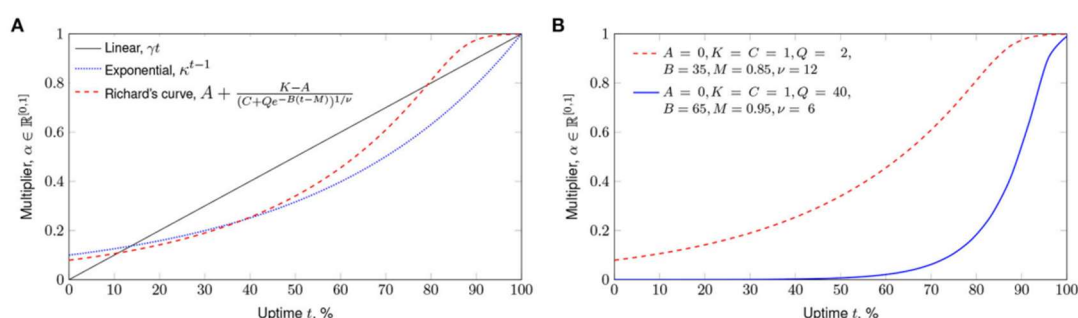 A
1
0.8
0.6
0.4
0.2
0
Multiplier, α ∈ ℝ^[0,1]
Linear, γt
Exponential, κ^{t−1}
Richard's curve, A + \frac{K−A}{(C+Qe^{−B(t−M)})^{1/ν}}
0 10 20 30 40 50 60 70 80 90 100
Uptime t, %
B
1
0.8
0.6
0.4
0.2
0
Multiplier, α ∈ ℝ^[0,1]
A = 0, K = C = 1, Q = 2,
B = 35, M = 0.85, ν = 12
A = 0, K = C = 1, Q = 40,
B = 65, M = 0.95, ν = 6
0 10 20 30 40 50 60 70 80 90 100
Uptime t, %